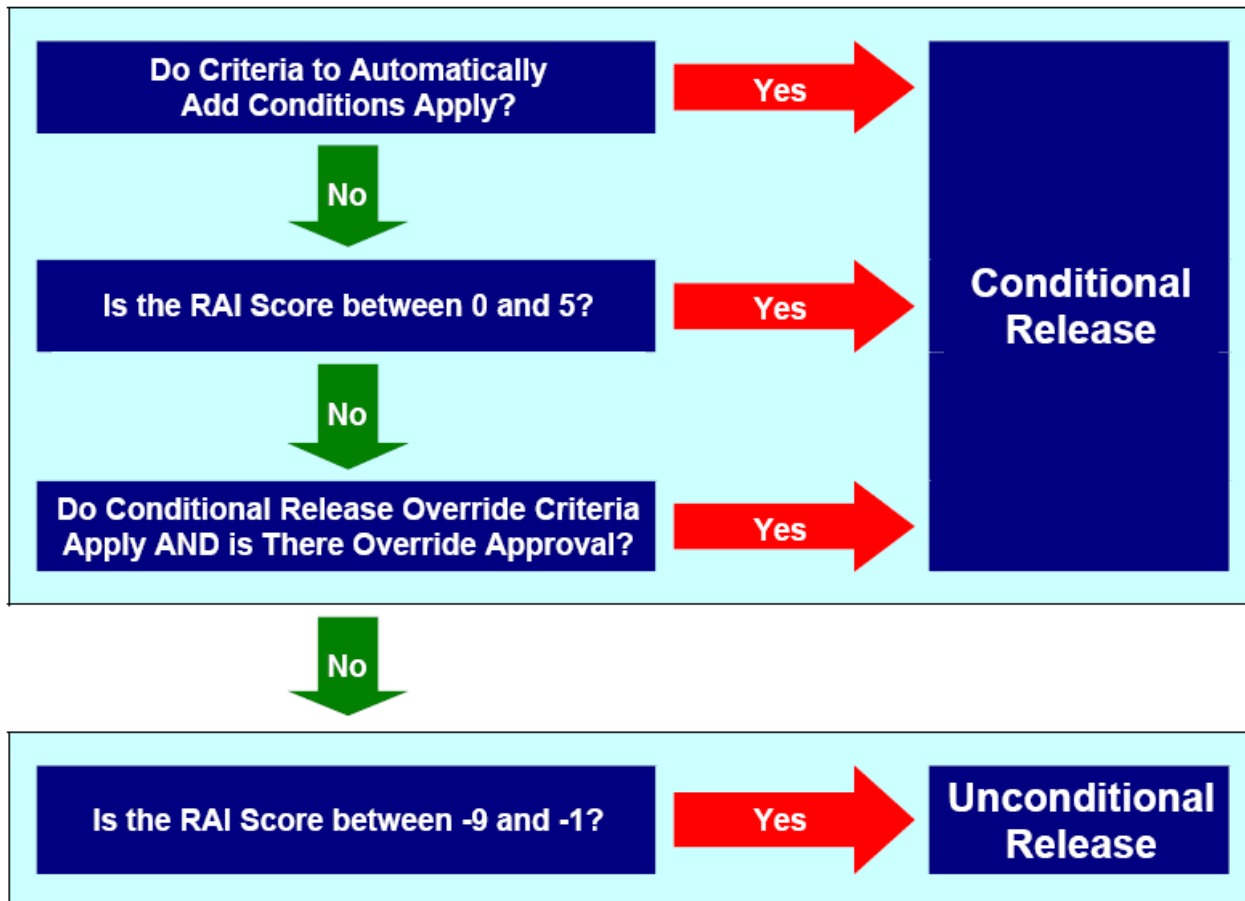 Do Criteria to Automatically
Add Conditions Apply?
Yes
No
Is the RAI Score between 0 and 5?
Yes
Conditional
Release
No
Do Conditional Release Override Criteria
Apply AND is There Override Approval?
Yes
No
Is the RAI Score between -9 and -1?
Yes
Unconditional
Release